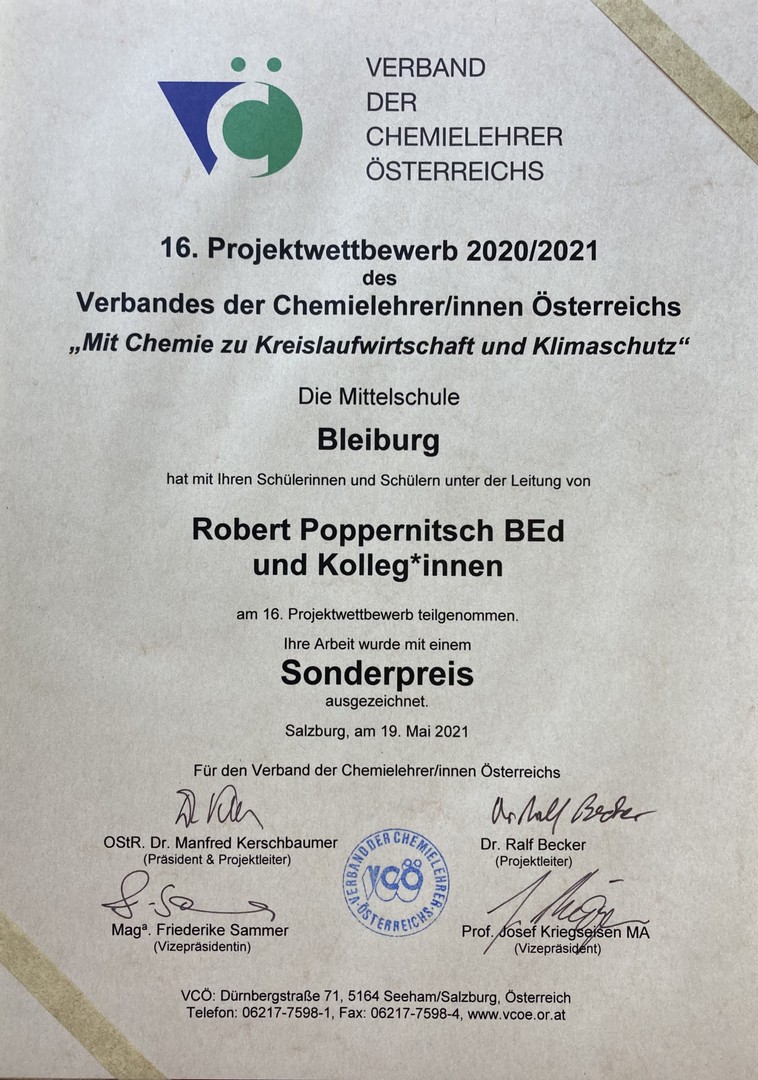 VERBAND
DER
CHEMIELEHRER
ÖSTERREICHS
16. Projektwettbewerb 2020/2021
des
Verbandes der Chemielehrer/innen Österreichs
„Mit Chemie zu Kreislaufwirtschaft und Klimaschutz“
Die Mittelschule
Bleiburg
hat mit Ihren Schülerinnen und Schülern unter der Leitung von
Robert Poppernitsch BEd
und Kolleg*innen
am 16. Projektwettbewerb teilgenommen.
Ihre Arbeit wurde mit einem
Sonderpreis
ausgezeichnet.
Salzburg, am 19. Mai 2021
Für den Verband der Chemielehrer/innen Österreichs
Dr. Ralf Becker
OStR. Dr. Manfred Kerschbaumer
(Präsident & Projektleiter)
Dr. Ralf Becker
(Projektleiter)
VERBAND DER CHEMIELEHRER
VCÖ
ÖSTERREICHS
Magª. Friederike Sammer
(Vizepräsidentin)
Prof. Josef Kriegseisen MA
(Vizepräsident)
VCÖ: Dürnbergstraße 71, 5164 Seeham/Salzburg, Österreich
Telefon: 06217-7598-1, Fax: 06217-7598-4, www.vcoe.or.at